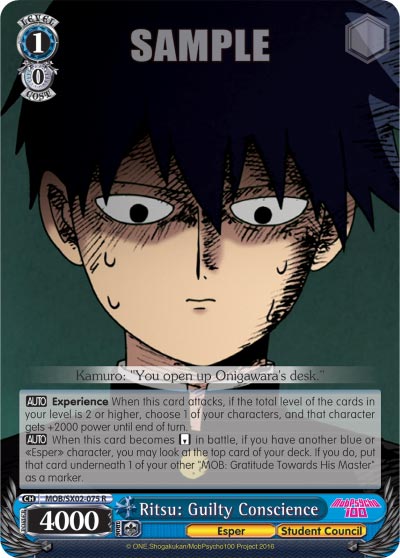 LEVEL
1
0
COST
SAMPLE
Kamuro: "You open up Onigawara's desk."
AUTO Experience When this card attacks, if the total level of the cards in
your level is 2 or higher, choose 1 of your characters, and that character
gets +2000 power until end of turn.
AUTO When this card becomes in battle, if you have another blue or
«Esper» character, you may look at the top card of your deck. If you do, put
that card underneath 1 of your other "MOB: Gratitude Towards His Master"
as a marker.
CH MOB/SX02-075 R
POWER 4000 SOUL Ritsu: Guilty Conscience
MobPsycho 100
Esper Student Council
© ONE,Shogakukan/MobPsycho100 Project 2016